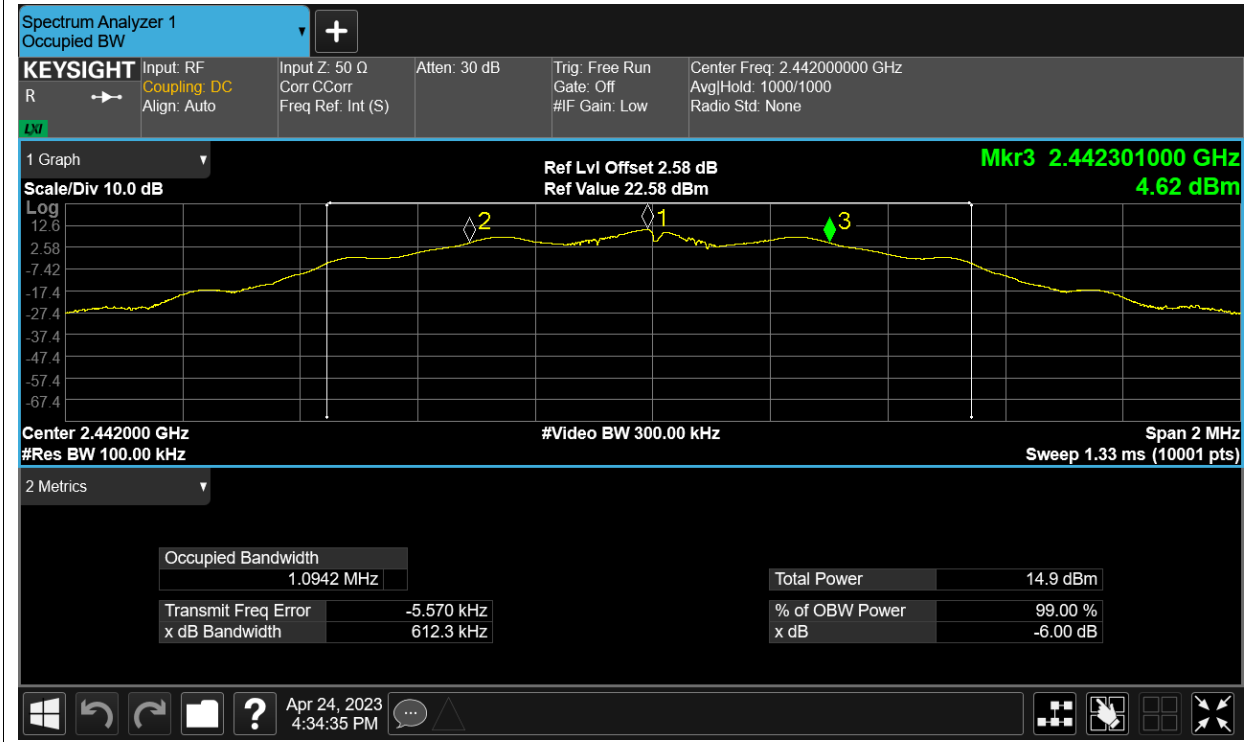 Spectrum Analyzer 1
Occupied BW
KEYSIGHT Input: RF Input Z: 50 Ω Atten: 30 dB Trig: Free Run Center Freq: 2.442000000 GHz
R Coupling: DC Corr CCorr Gate: Off Avg|Hold: 1000/1000
Align: Auto Freq Ref: Int (S) #IF Gain: Low Radio Std: None
LXI
1 Graph Ref Lvl Offset 2.58 dB Mkr3 2.442301000 GHz
Scale/Div 10.0 dB Ref Value 22.58 dBm 4.62 dBm
Log
12.6
2.58
-7.42
-17.4
-27.4
-37.4
-47.4
-57.4
-67.4
2 1 3
Center 2.442000 GHz #Video BW 300.00 kHz Span 2 MHz
#Res BW 100.00 kHz Sweep 1.33 ms (10001 pts)
2 Metrics
Occupied Bandwidth
1.0942 MHz Total Power 14.9 dBm
Transmit Freq Error -5.570 kHz % of OBW Power 99.00 %
x dB Bandwidth 612.3 kHz x dB -6.00 dB
? Apr 24, 2023
4:34:35 PM